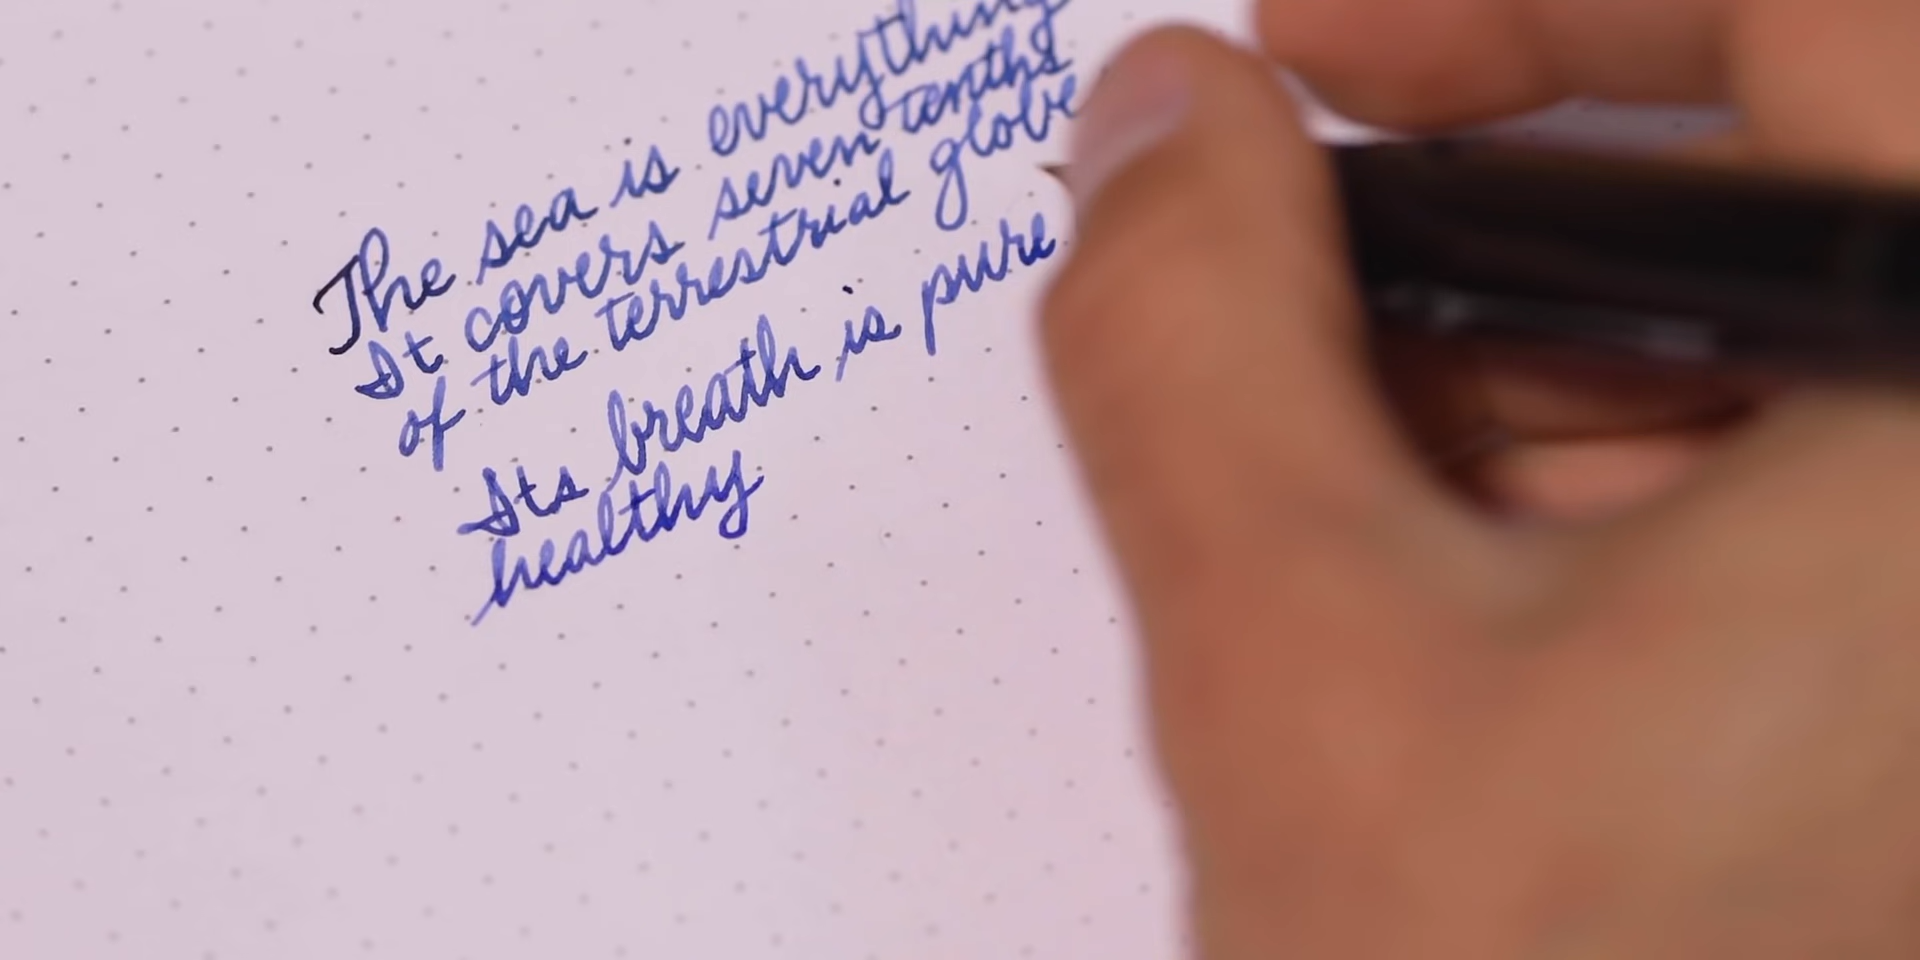 The sea is everything
It covers seven tenths
of the terrestrial globe
Its breath is pure
healthy